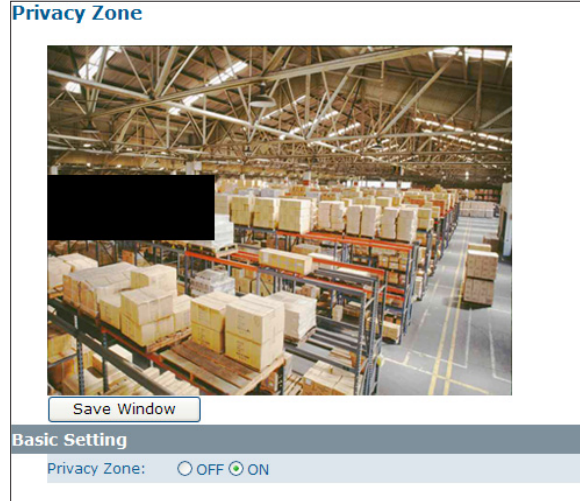 Privacy Zone
Save Window
Basic Setting
Privacy Zone: OFF ON